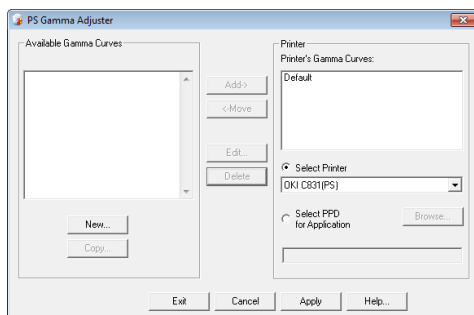 PS Gamma Adjuster
Available Gamma Curves
New...
Copy...
Add->
<-Move
Edit...
Delete
Printer
Printer's Gamma Curves:
Default
Select Printer
OKI C831(PS)
Select PPD
for Application
Browse...
Exit
Cancel
Apply
Help...